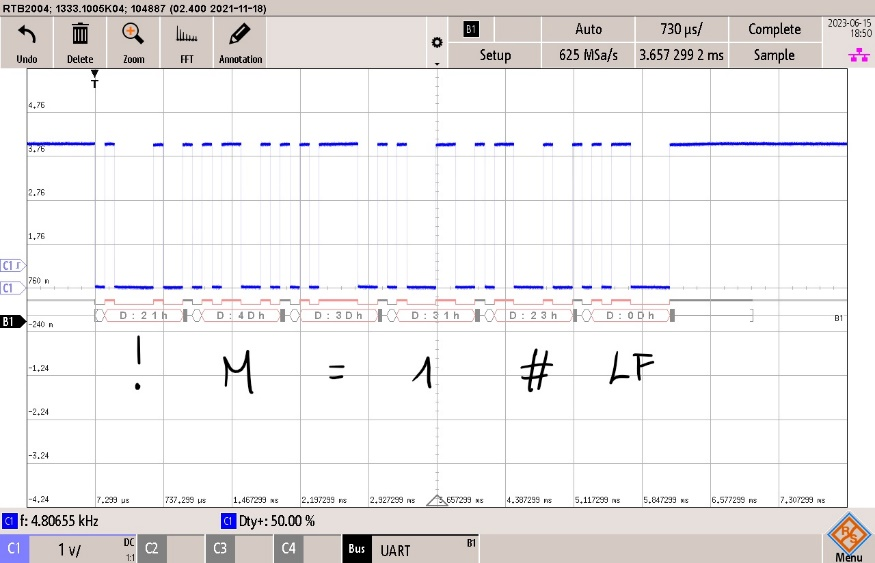 RTB2004; 1333.1005K04; 104887 (02.400 2021-11-18)
Undo Delete Zoom FFT Annotation
B1 Auto 730 µs/ Complete
Setup 625 MSa/s 3.657 299 2 ms Sample
2023-06-15
18:50
T
4,76
3,76
2,76
1,76
C1
C1 760 m
D:21h D:4Dh D:3Dh D:31h D:23h D:0Dh B1
B1 -240 m
! M = 1 # LF
-1,24
-2,24
-3,24
-4,24 7,299 µs 737,299 µs 1,467299 ms 2,197299 ms 2,927299 ms 3,657299 ms 4,387299 ms 5,117299 ms 5,847299 ms 6,577299 ms 7,307299 ms
C1 f: 4.80655 kHz C1 Dty+: 50.00 %
C1 1 V/ DC 1:1 C2 C3 C4 Bus UART B1
R&S
Menu